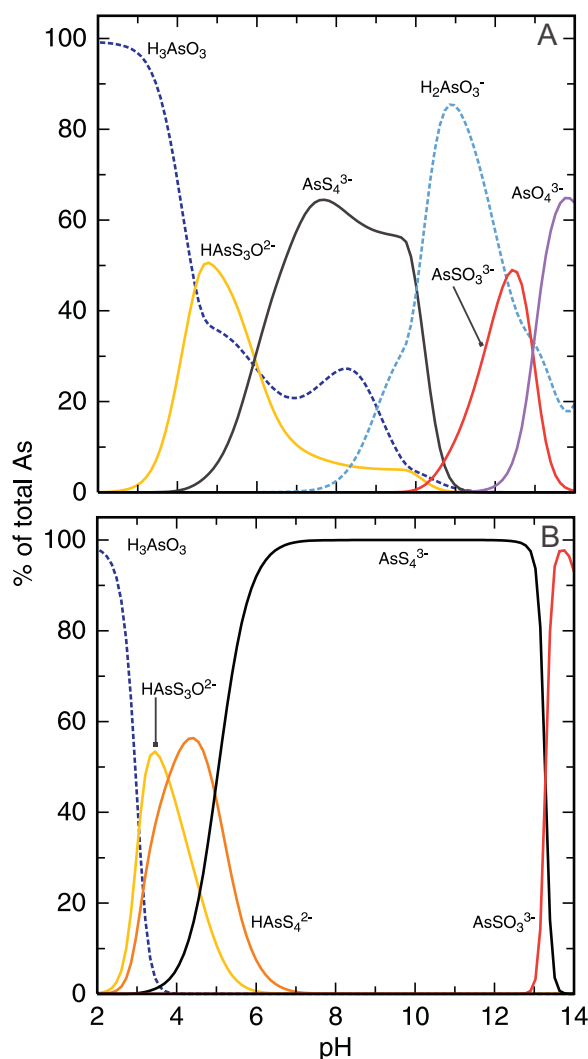 % of total As
100
80
60
40
20
0
A
H₃AsO₃
H₂AsO₃⁻
AsS₄³⁻
AsO₄³⁻
HAsS₃O²⁻
AsSO₃³⁻
100
80
60
40
20
0
B
H₃AsO₃
AsS₄³⁻
HAsS₃O²⁻
HAsS₄²⁻
AsSO₃³⁻
2 4 6 8 10 12 14
pH